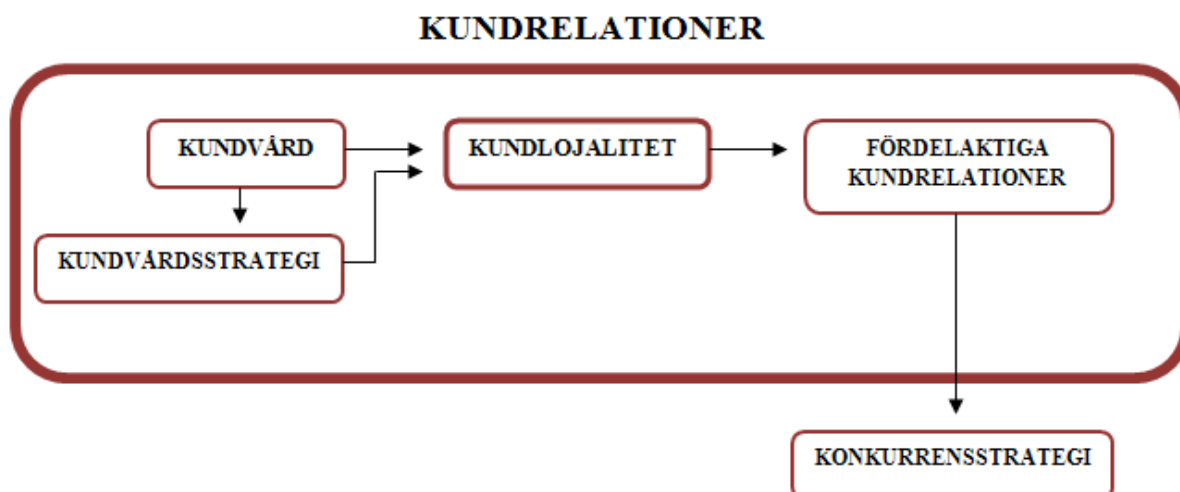 KUNDRELATIONER
KUNDVÅRD
KUNDLOJALITET
FÖRDELAKTIGA
KUNDRELATIONER
KUNDVÅRDSSTRATEGI
KONKURRENSSTRATEGI